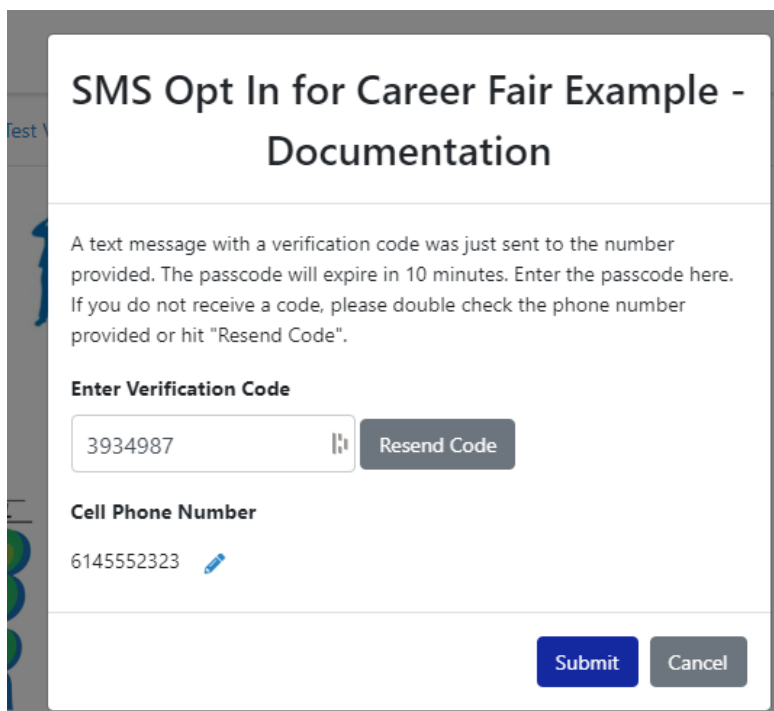 SMS Opt In for Career Fair Example -
Documentation
Test
A text message with a verification code was just sent to the number
provided. The passcode will expire in 10 minutes. Enter the passcode here.
If you do not receive a code, please double check the phone number
provided or hit "Resend Code".
Enter Verification Code
3934987 Resend Code
Cell Phone Number
6145552323
Submit Cancel